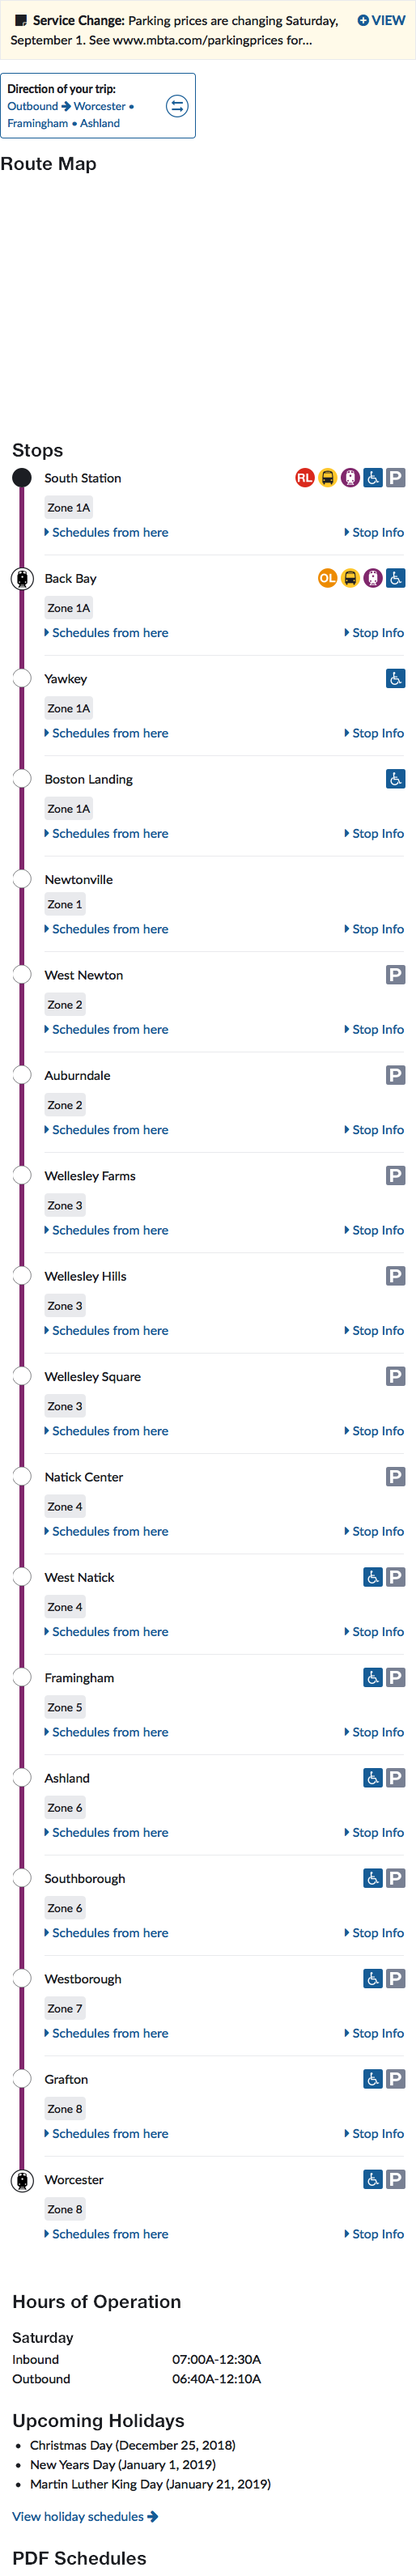 Service Change: Parking prices are changing Saturday, VIEW
September 1. See www.mbta.com/parkingprices for...
Direction of your trip:
Outbound → Worcester •
Framingham • Ashland
Route Map
Stops
South Station RL P
Zone 1A
Schedules from here Stop Info
Back Bay OL
Zone 1A
Schedules from here Stop Info
Yawkey
Zone 1A
Schedules from here Stop Info
Boston Landing
Zone 1A
Schedules from here Stop Info
Newtonville
Zone 1
Schedules from here Stop Info
West Newton P
Zone 2
Schedules from here Stop Info
Auburndale P
Zone 2
Schedules from here Stop Info
Wellesley Farms P
Zone 3
Schedules from here Stop Info
Wellesley Hills P
Zone 3
Schedules from here Stop Info
Wellesley Square P
Zone 3
Schedules from here Stop Info
Natick Center P
Zone 4
Schedules from here Stop Info
West Natick P
Zone 4
Schedules from here Stop Info
Framingham P
Zone 5
Schedules from here Stop Info
Ashland P
Zone 6
Schedules from here Stop Info
Southborough P
Zone 6
Schedules from here Stop Info
Westborough P
Zone 7
Schedules from here Stop Info
Grafton P
Zone 8
Schedules from here Stop Info
Worcester P
Zone 8
Schedules from here Stop Info
Hours of Operation
Saturday
Inbound 07:00A-12:30A
Outbound 06:40A-12:10A
Upcoming Holidays
• Christmas Day (December 25, 2018)
• New Years Day (January 1, 2019)
• Martin Luther King Day (January 21, 2019)
View holiday schedules →
PDF Schedules